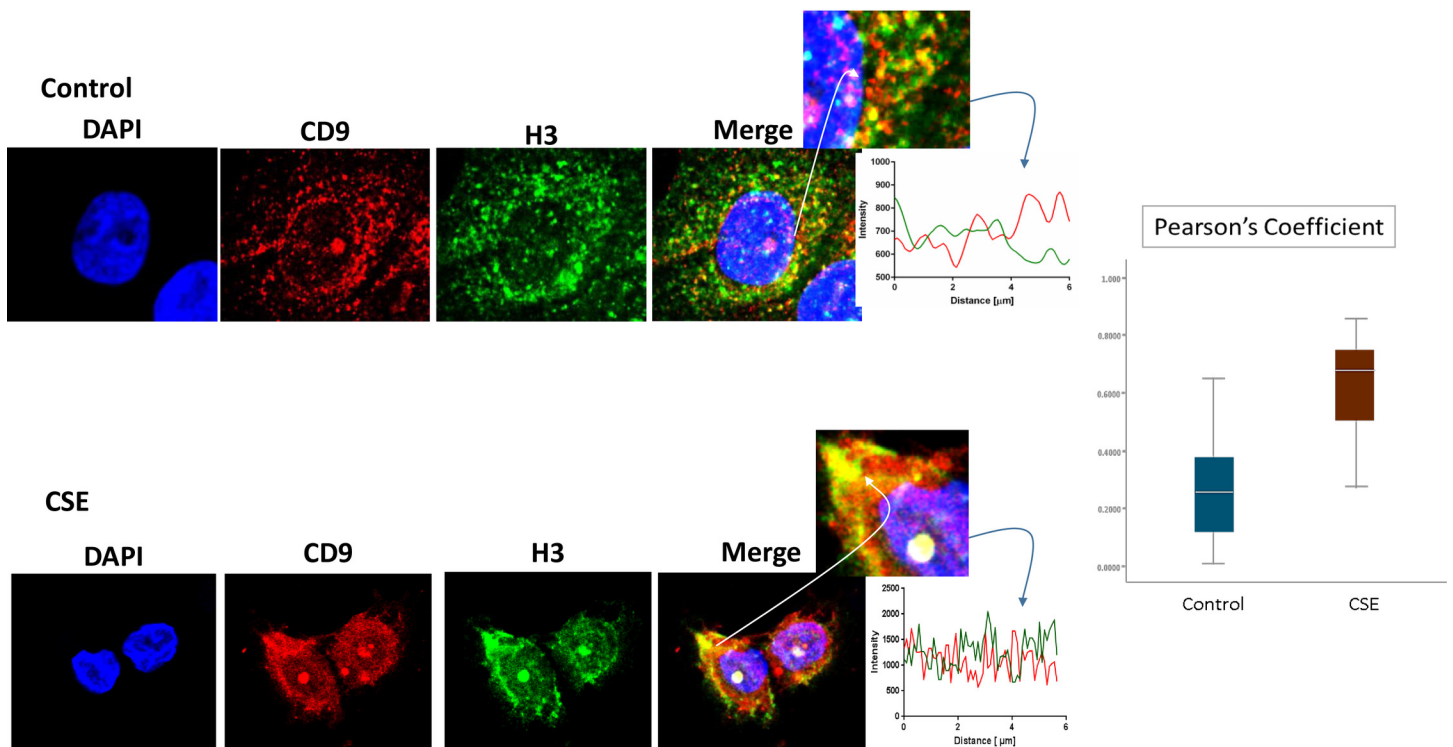 Control
DAPI
CD9
H3
Merge
1000
900
800
700
600
500
Intensity
0
2
4
6
Distance [μm]
CSE
DAPI
CD9
H3
Merge
2500
2000
1500
1000
500
0
Intensity
0
2
4
6
Distance [ μm]
Pearson’s Coefficient
1.000
0.8000
0.6000
0.4000
0.2000
0.0000
Control
CSE